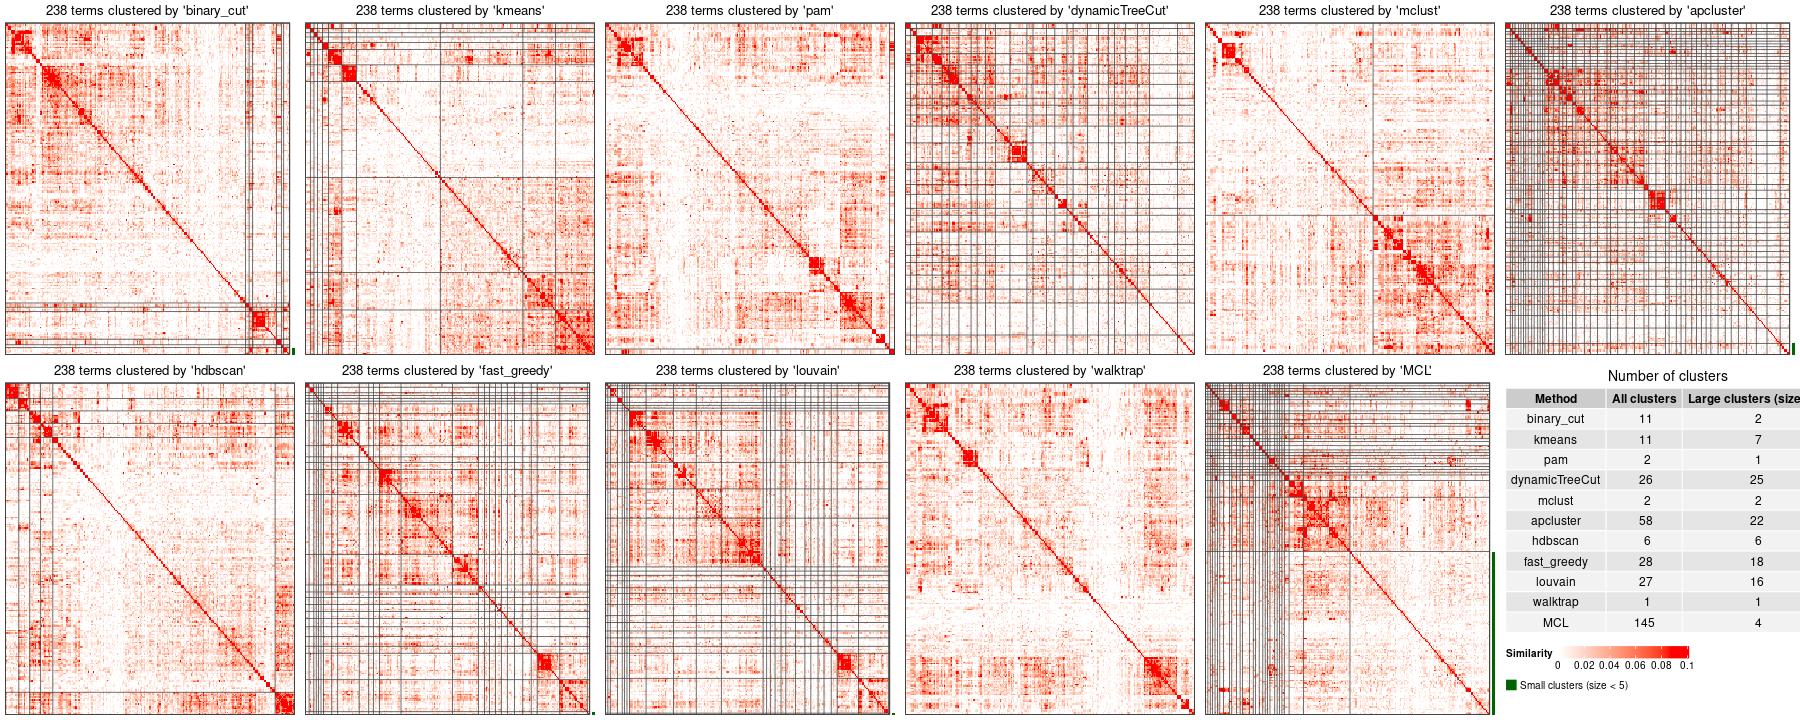 238 terms clustered by 'binary_cut'
238 terms clustered by 'kmeans'
238 terms clustered by 'pam'
238 terms clustered by 'dynamicTreeCut'
238 terms clustered by 'mclust'
238 terms clustered by 'apcluster'
238 terms clustered by 'hdbscan'
238 terms clustered by 'fast_greedy'
238 terms clustered by 'louvain'
238 terms clustered by 'walktrap'
238 terms clustered by 'MCL'
Number of clusters
Method All clusters Large clusters (size
binary_cut 11 2
kmeans 11 7
pam 2 1
dynamicTreeCut 26 25
mclust 2 2
apcluster 58 22
hdbscan 6 6
fast_greedy 28 18
louvain 27 16
walktrap 1 1
MCL 145 4
Similarity
0 0.02 0.04 0.06 0.08 0.1
Small clusters (size < 5)